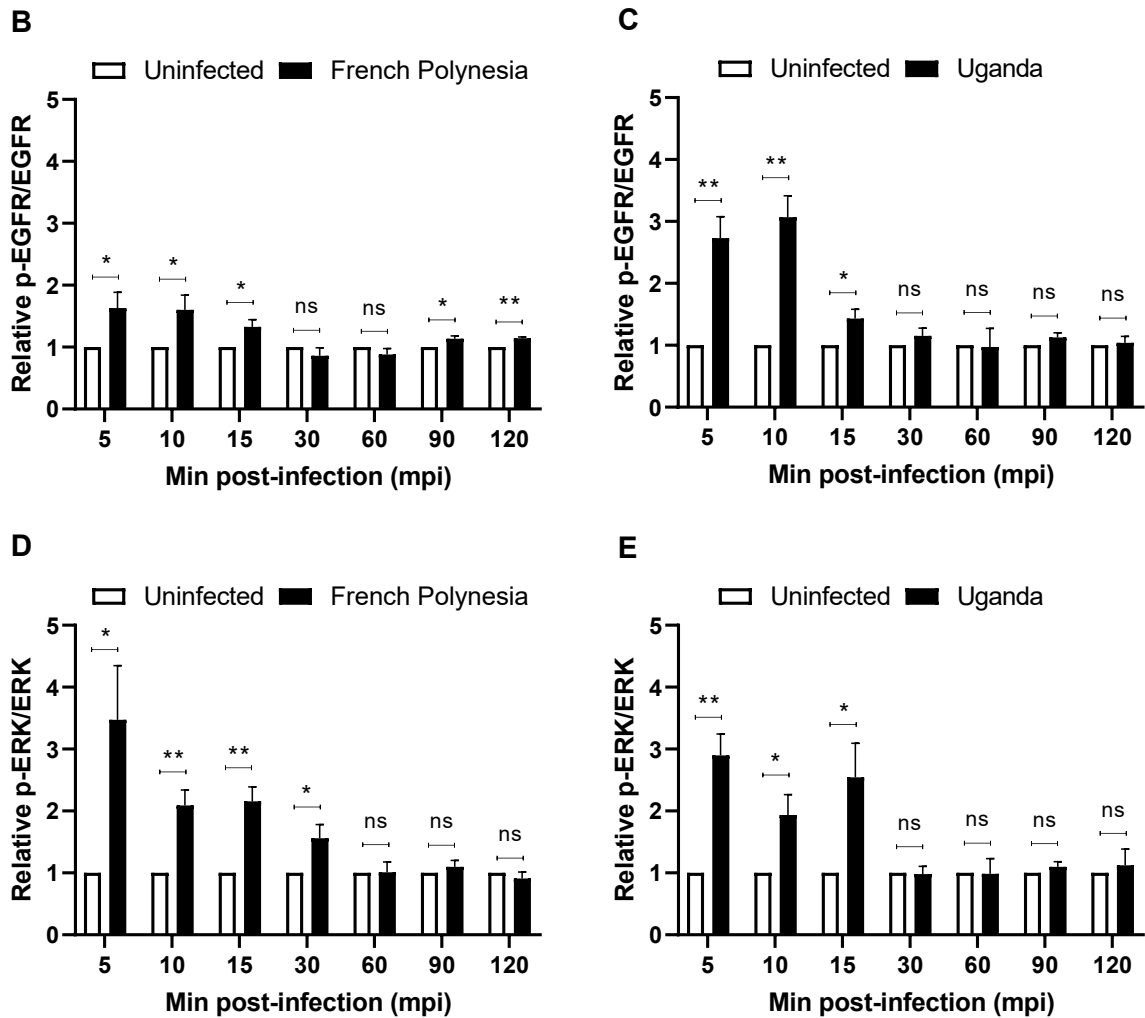 B
Uninfected French Polynesia
Relative p-EGFR/EGFR
5
4
3
2
1
0
* * * ns ns * **
5 10 15 30 60 90 120
Min post-infection (mpi)
C
Uninfected Uganda
Relative p-EGFR/EGFR
5
4
3
2
1
0
** ** * ns ns ns ns
5 10 15 30 60 90 120
Min post-infection (mpi)
D
Uninfected French Polynesia
Relative p-ERK/ERK
5
4
3
2
1
0
* ** ** * ns ns ns
5 10 15 30 60 90 120
Min post-infection (mpi)
E
Uninfected Uganda
Relative p-ERK/ERK
5
4
3
2
1
0
** * * ns ns ns ns
5 10 15 30 60 90 120
Min post-infection (mpi)